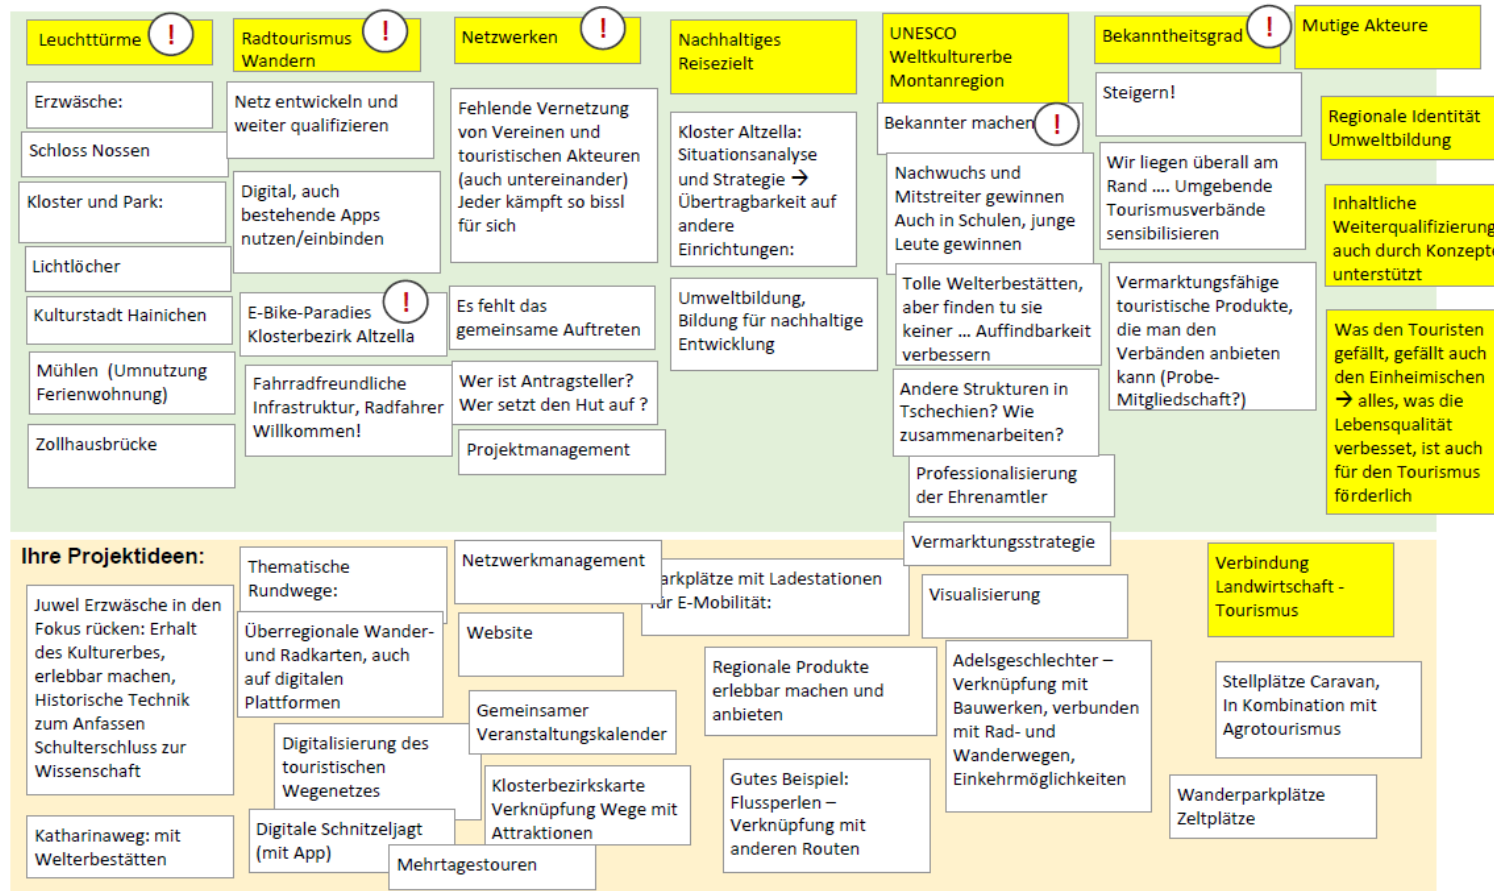 Leuchttürme !
Erzwäsche:
Schloss Nossen
Kloster und Park:
Lichtlöcher
Kulturstadt Hainichen
Mühlen (Umnutzung
Ferienwohnung)
Zollhausbrücke
Radtourismus !
Wandern
Netz entwickeln und
weiter qualifizieren
Digital, auch
bestehende Apps
nutzen/einbinden
E-Bike-Paradies !
Klosterbezirk Altzella
Fahrradfreundliche
Infrastruktur, Radfahrer
Willkommen!
Netzwerken !
Fehlende Vernetzung
von Vereinen und
touristischen Akteuren
(auch untereinander)
Jeder kämpft so bissl
für sich
Es fehlt das
gemeinsame Auftreten
Wer ist Antragsteller?
Wer setzt den Hut auf ?
Projektmanagement
Nachhaltiges
Reisezielt
Kloster Altzella:
Situationsanalyse
und Strategie →
Übertragbarkeit auf
andere
Einrichtungen:
Umweltbildung,
Bildung für nachhaltige
Entwicklung
UNESCO
Weltkulturerbe
Montanregion
Bekannter machen !
Nachwuchs und
Mitstreiter gewinnen
Auch in Schulen, junge
Leute gewinnen
Tolle Welterbestätten,
aber finden tu sie
keiner ... Auffindbarkeit
verbessern
Andere Strukturen in
Tschechien? Wie
zusammenarbeiten?
Professionalisierung
der Ehrenamtler
Vermarktungsstrategie
Bekanntheitsgrad !
Steigern!
Wir liegen überall am
Rand .... Umgebende
Tourismusverbände
sensibilisieren
Vermarktungsfähige
touristische Produkte,
die man den
Verbänden anbieten
kann (Probe-
Mitgliedschaft?)
Mutige Akteure
Regionale Identität
Umweltbildung
Inhaltliche
Weiterqualifizierung
auch durch Konzepte
unterstützt
Was den Touristen
gefällt, gefällt auch
den Einheimischen
→ alles, was die
Lebensqualität
verbesset, ist auch
für den Tourismus
förderlich
Ihre Projektideen:
Juwel Erzwäsche in den
Fokus rücken: Erhalt
des Kulturerbes,
erlebbar machen,
Historische Technik
zum Anfassen
Schulterschluss zur
Wissenschaft
Katharinaweg: mit
Welterbestätten
Thematische
Rundwege:
Überregionale Wander-
und Radkarten, auch
auf digitalen
Plattformen
Digitalisierung des
touristischen
Wegenetzes
Digitale Schnitzeljagt
(mit App)
Mehrtagestouren
Netzwerkmanagement
Website
Gemeinsamer
Veranstaltungskalender
Klosterbezirkskarte
Verknüpfung Wege mit
Attraktionen
arkplätze mit Ladestationen
für E-Mobilität:
Regionale Produkte
erlebbar machen und
anbieten
Gutes Beispiel:
Flussperlen –
Verknüpfung mit
anderen Routen
Visualisierung
Adelsgeschlechter –
Verknüpfung mit
Bauwerken, verbunden
mit Rad- und
Wanderwegen,
Einkehrmöglichkeiten
Verbindung
Landwirtschaft -
Tourismus
Stellplätze Caravan,
In Kombination mit
Agrotourismus
Wanderparkplätze
Zeltplätze